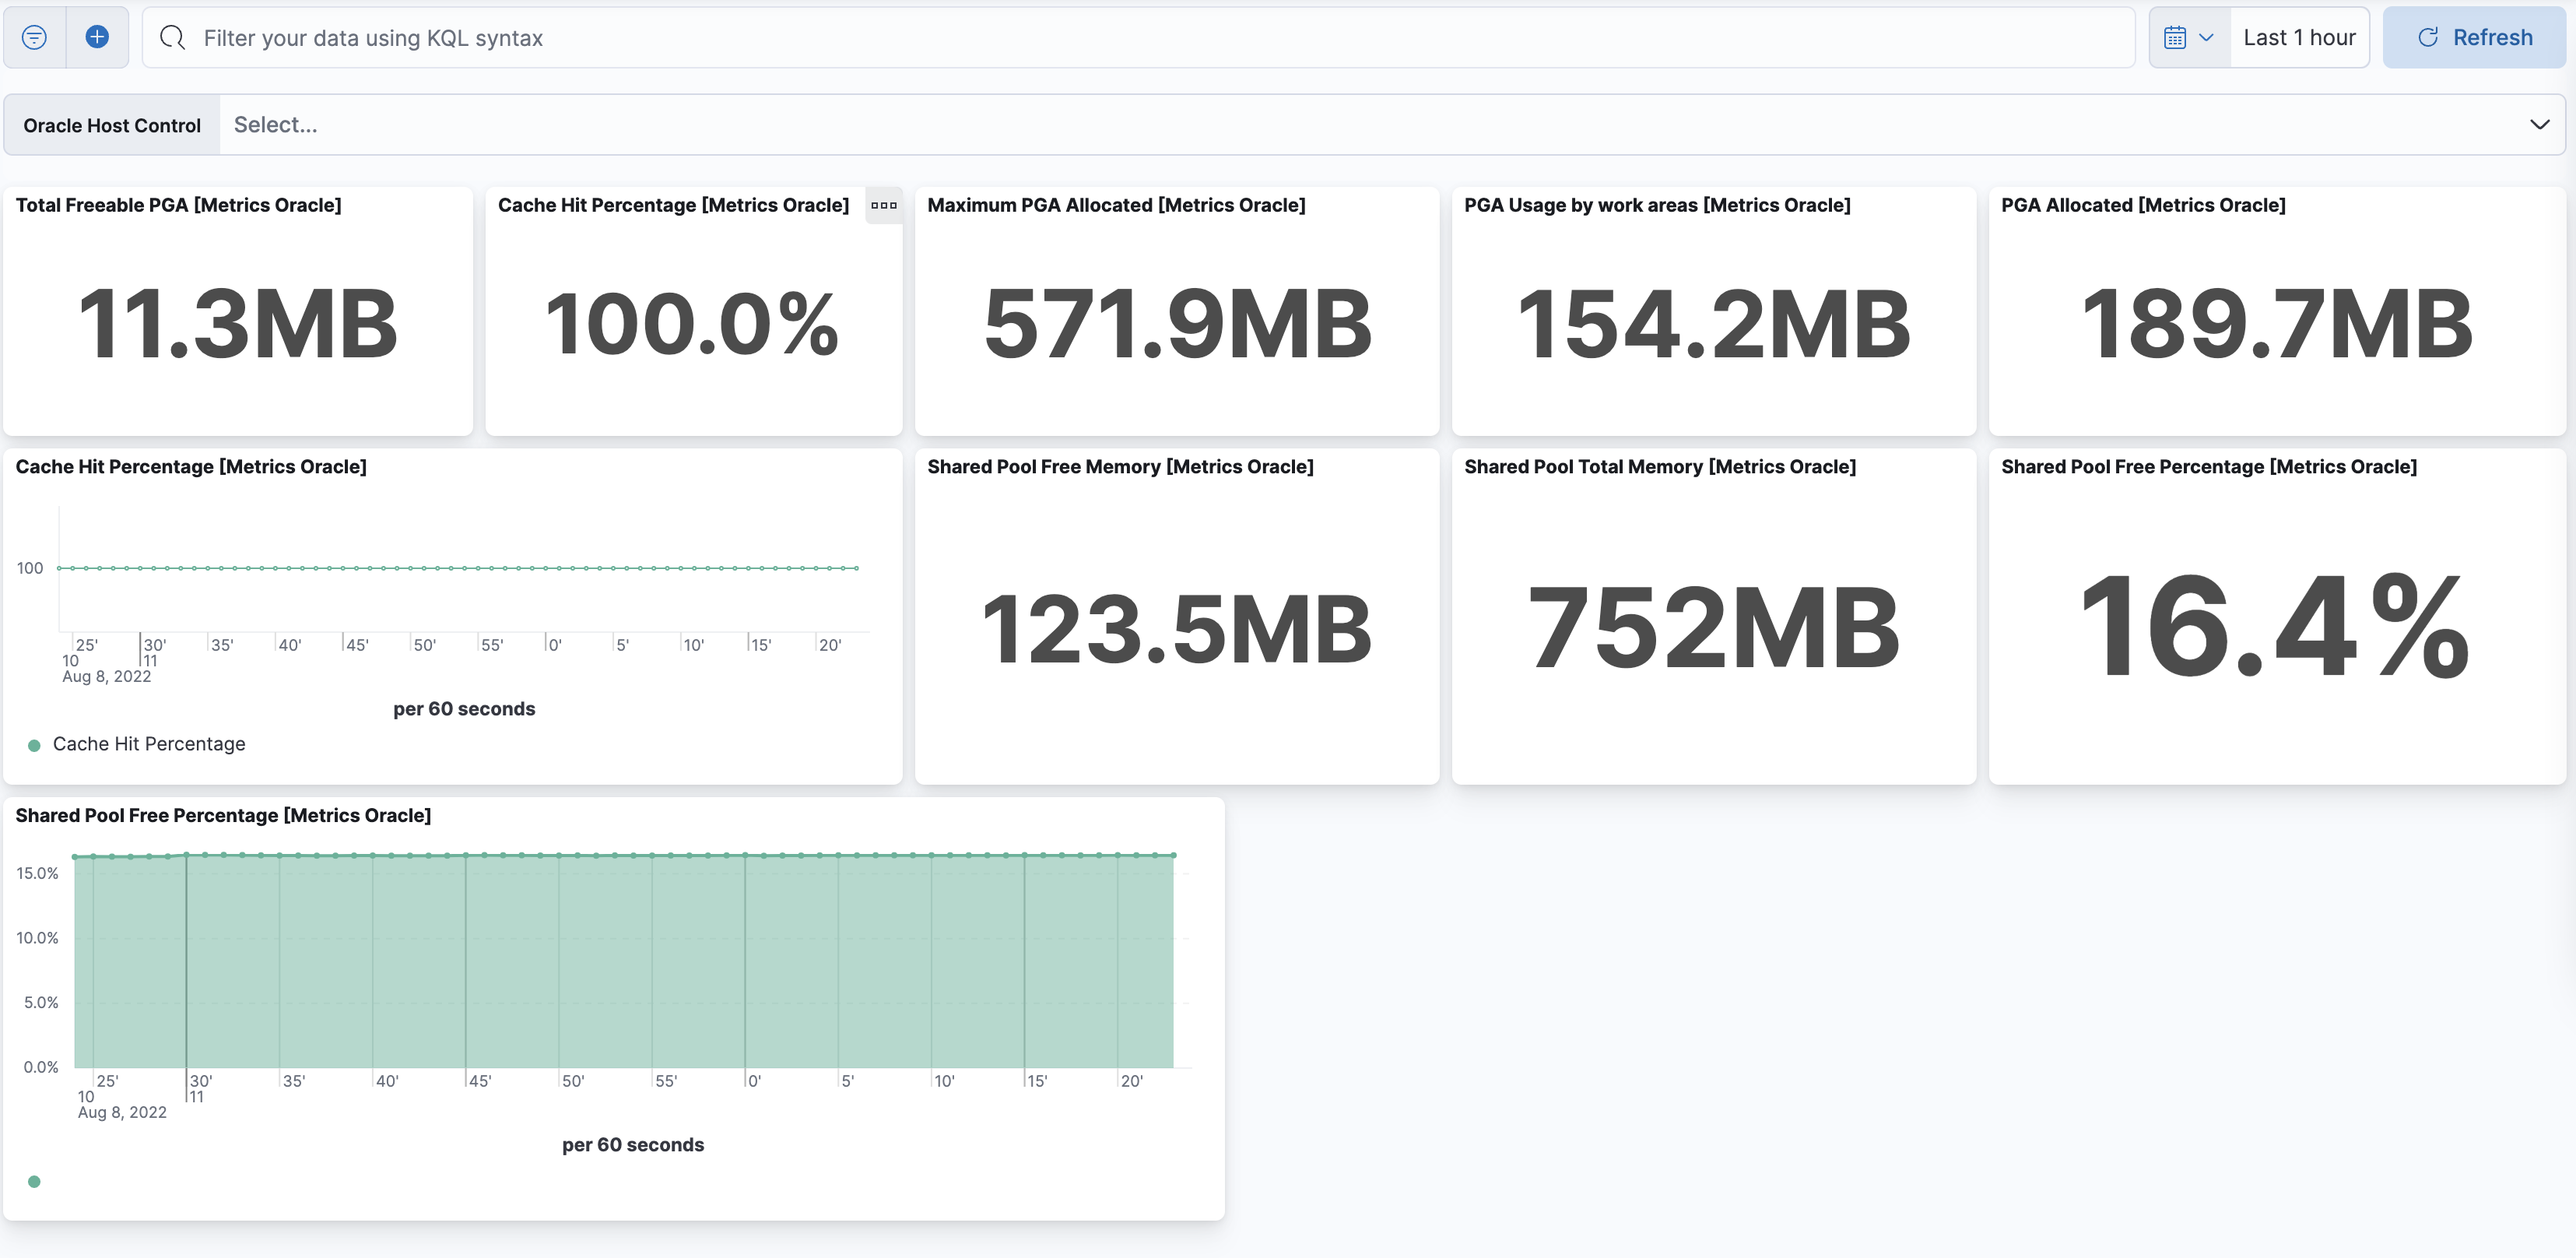 Filter your data using KQL syntax
Last 1 hour
Refresh
Oracle Host Control
Select...
Total Freeable PGA [Metrics Oracle]
11.3MB
Cache Hit Percentage [Metrics Oracle]
100.0%
Maximum PGA Allocated [Metrics Oracle]
571.9MB
PGA Usage by work areas [Metrics Oracle]
154.2MB
PGA Allocated [Metrics Oracle]
189.7MB
Cache Hit Percentage [Metrics Oracle]
100
25' 30' 35' 40' 45' 50' 55' 0' 5' 10' 15' 20'
10 11
Aug 8, 2022
per 60 seconds
Cache Hit Percentage
Shared Pool Free Memory [Metrics Oracle]
123.5MB
Shared Pool Total Memory [Metrics Oracle]
752MB
Shared Pool Free Percentage [Metrics Oracle]
16.4%
Shared Pool Free Percentage [Metrics Oracle]
15.0%
10.0%
5.0%
0.0%
25' 30' 35' 40' 45' 50' 55' 0' 5' 10' 15' 20'
10 11
Aug 8, 2022
per 60 seconds